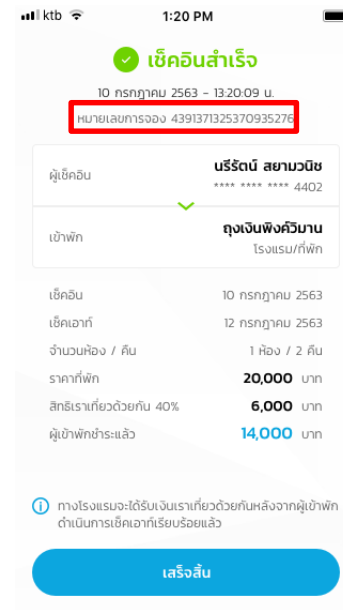 ktb 1:20 PM
เช็คอินสำเร็จ
10 กรกฎาคม 2563 - 13:20:09 น.
หมายเลขการจอง 4391371325370935276
ผู้เช็คอิน นรีรัตน์ สยามวนิช
**** **** **** 4402
เข้าพัก ถุงเงินพิงค์วิมาน
โรงแรม/ที่พัก
เช็คอิน 10 กรกฎาคม 2563
เช็คเอาท์ 12 กรกฎาคม 2563
จำนวนห้อง / คืน 1 ห้อง / 2 คืน
ราคาที่พัก 20,000 บาท
สิทธิเราเที่ยวด้วยกัน 40% 6,000 บาท
ผู้เข้าพักชำระแล้ว 14,000 บาท
ทางโรงแรมจะได้รับเงินเราเที่ยวด้วยกันหลังจากผู้เข้าพัก
ดำเนินการเช็คเอาท์เรียบร้อยแล้ว
เสร็จสิ้น